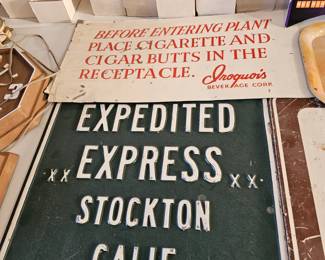 BEFORE ENTERING PLANT
PLACE CIGARETTE AND
CIGAR BUTTS IN THE
RECEPTACLE. Iroquois
BEVERAGE CORP.
EXPEDITED
EXPRESS
XX XX
STOCKTON
CALIF.